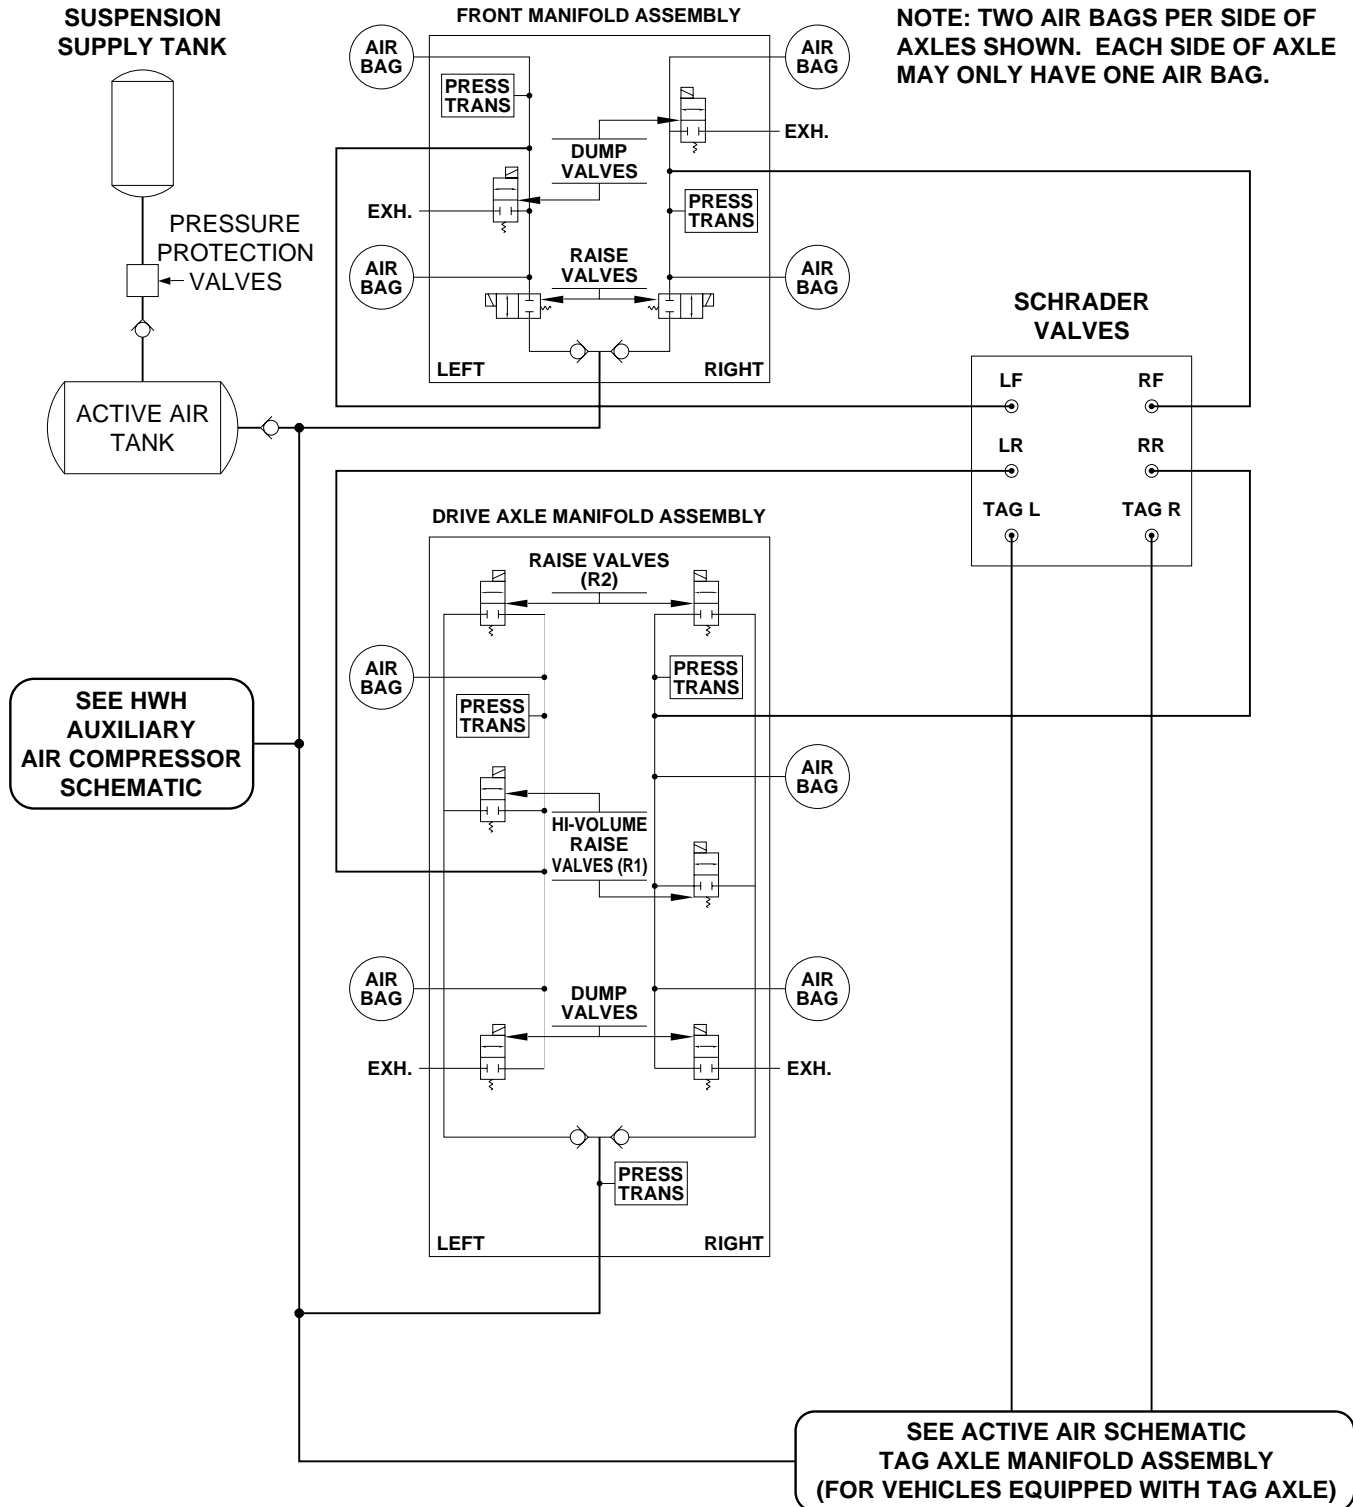 SUSPENSION
SUPPLY TANK
FRONT MANIFOLD ASSEMBLY
NOTE: TWO AIR BAGS PER SIDE OF
AXLES SHOWN. EACH SIDE OF AXLE
MAY ONLY HAVE ONE AIR BAG.
AIR
BAG
AIR
BAG
PRESS
TRANS
EXH.
DUMP
VALVES
EXH.
PRESS
TRANS
PRESSURE
PROTECTION
VALVES
AIR
BAG
RAISE
VALVES
AIR
BAG
LEFT
RIGHT
SCHRADER
VALVES
LF
RF
LR
RR
TAG L
TAG R
ACTIVE AIR
TANK
DRIVE AXLE MANIFOLD ASSEMBLY
RAISE VALVES
(R2)
AIR
BAG
PRESS
TRANS
PRESS
TRANS
SEE HWH
AUXILIARY
AIR COMPRESSOR
SCHEMATIC
AIR
BAG
HI-VOLUME
RAISE
VALVES (R1)
AIR
BAG
DUMP
VALVES
AIR
BAG
EXH.
EXH.
PRESS
TRANS
LEFT
RIGHT
SEE ACTIVE AIR SCHEMATIC
TAG AXLE MANIFOLD ASSEMBLY
(FOR VEHICLES EQUIPPED WITH TAG AXLE)